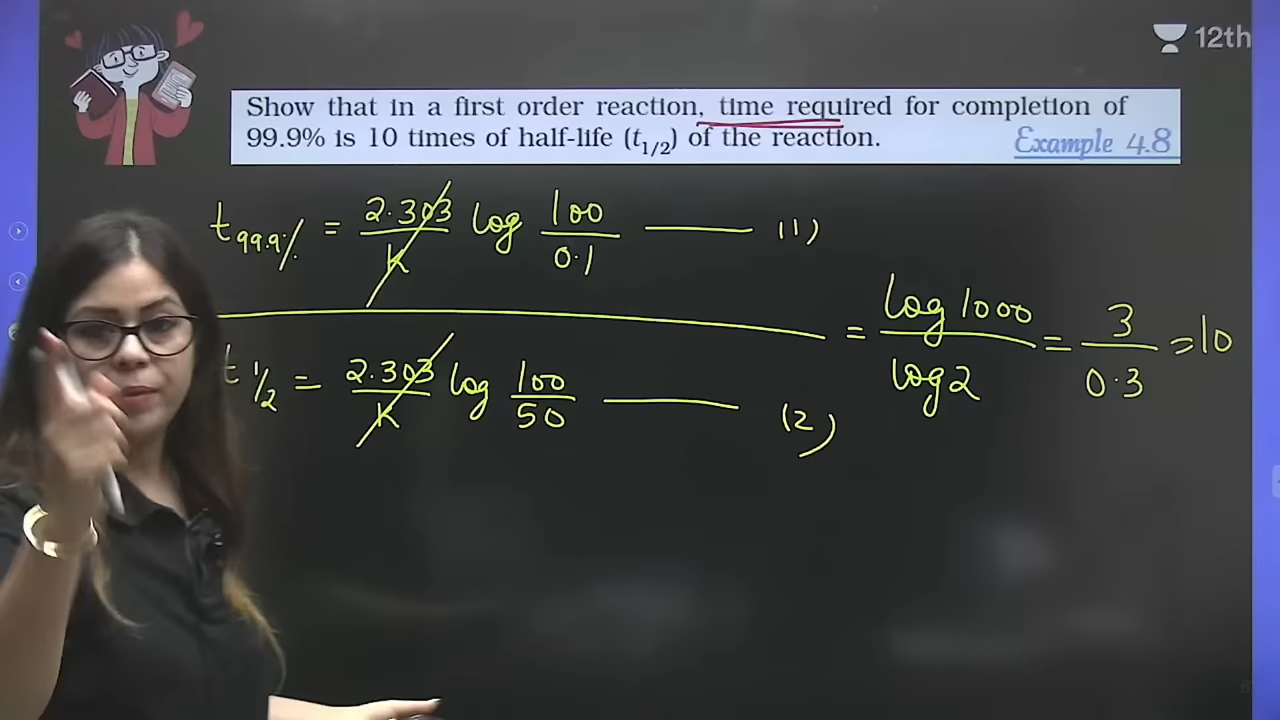 12th
Show that in a first order reaction, time required for completion of
99.9% is 10 times of half-life (t1/2) of the reaction.
Example 4.8
t99.9% = 2.303/K log 100/0.1 —— (1)
= log 1000/log 2 = 3/0.3 = 10
t 1/2 = 2.303/K log 100/50 —— (2)